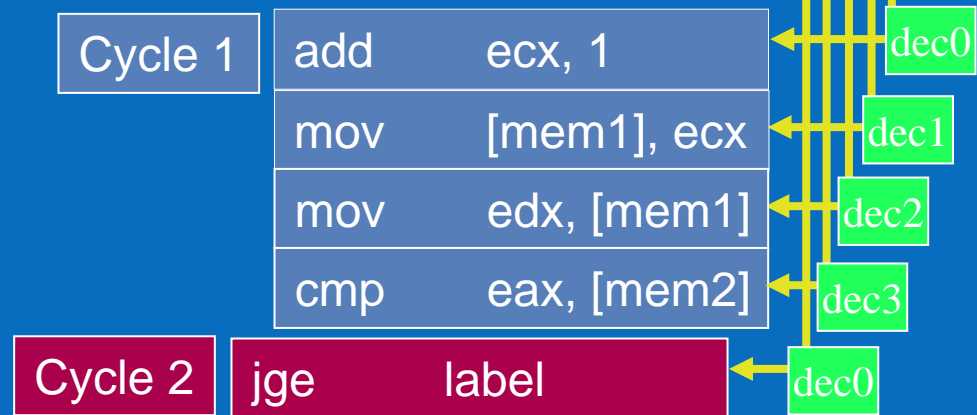 Cycle 1 add ecx, 1 dec0
mov [mem1], ecx dec1
mov edx, [mem1] dec2
cmp eax, [mem2] dec3
Cycle 2 jge label dec0